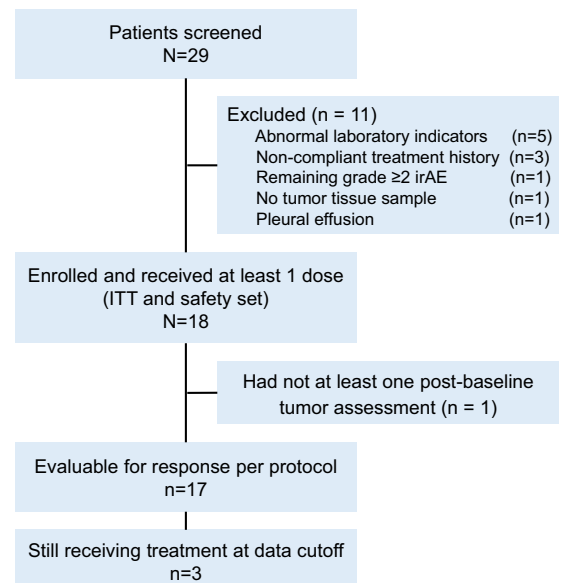 Patients screened
N=29
Excluded (n = 11)
Abnormal laboratory indicators (n=5)
Non-compliant treatment history (n=3)
Remaining grade ≥2 irAE (n=1)
No tumor tissue sample (n=1)
Pleural effusion (n=1)
Enrolled and received at least 1 dose
(ITT and safety set)
N=18
Had not at least one post-baseline
tumor assessment (n = 1)
Evaluable for response per protocol
n=17
Still receiving treatment at data cutoff
n=3